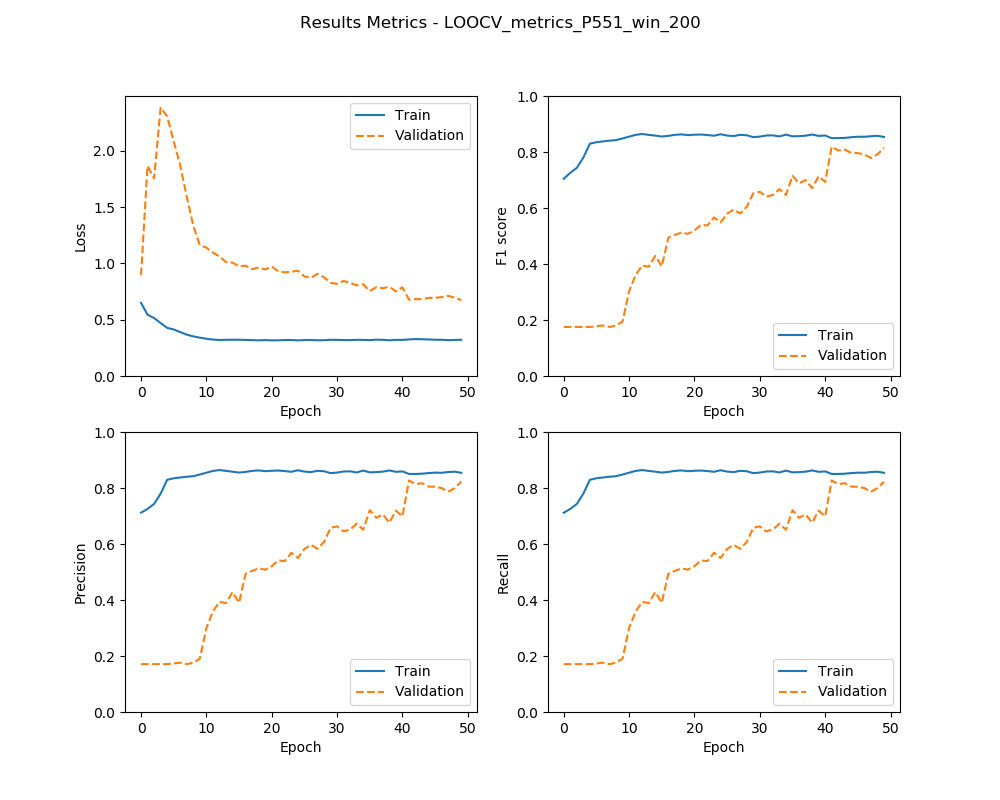 Results Metrics - LOOCV_metrics_P551_win_200
Train
Validation
Loss
0.0
0.5
1.0
1.5
2.0
0 10 20 30 40 50
Epoch
F1 score
0.0
0.2
0.4
0.6
0.8
1.0
Train
Validation
0 10 20 30 40 50
Epoch
Precision
0.0
0.2
0.4
0.6
0.8
1.0
Train
Validation
0 10 20 30 40 50
Epoch
Recall
0.0
0.2
0.4
0.6
0.8
1.0
Train
Validation
0 10 20 30 40 50
Epoch